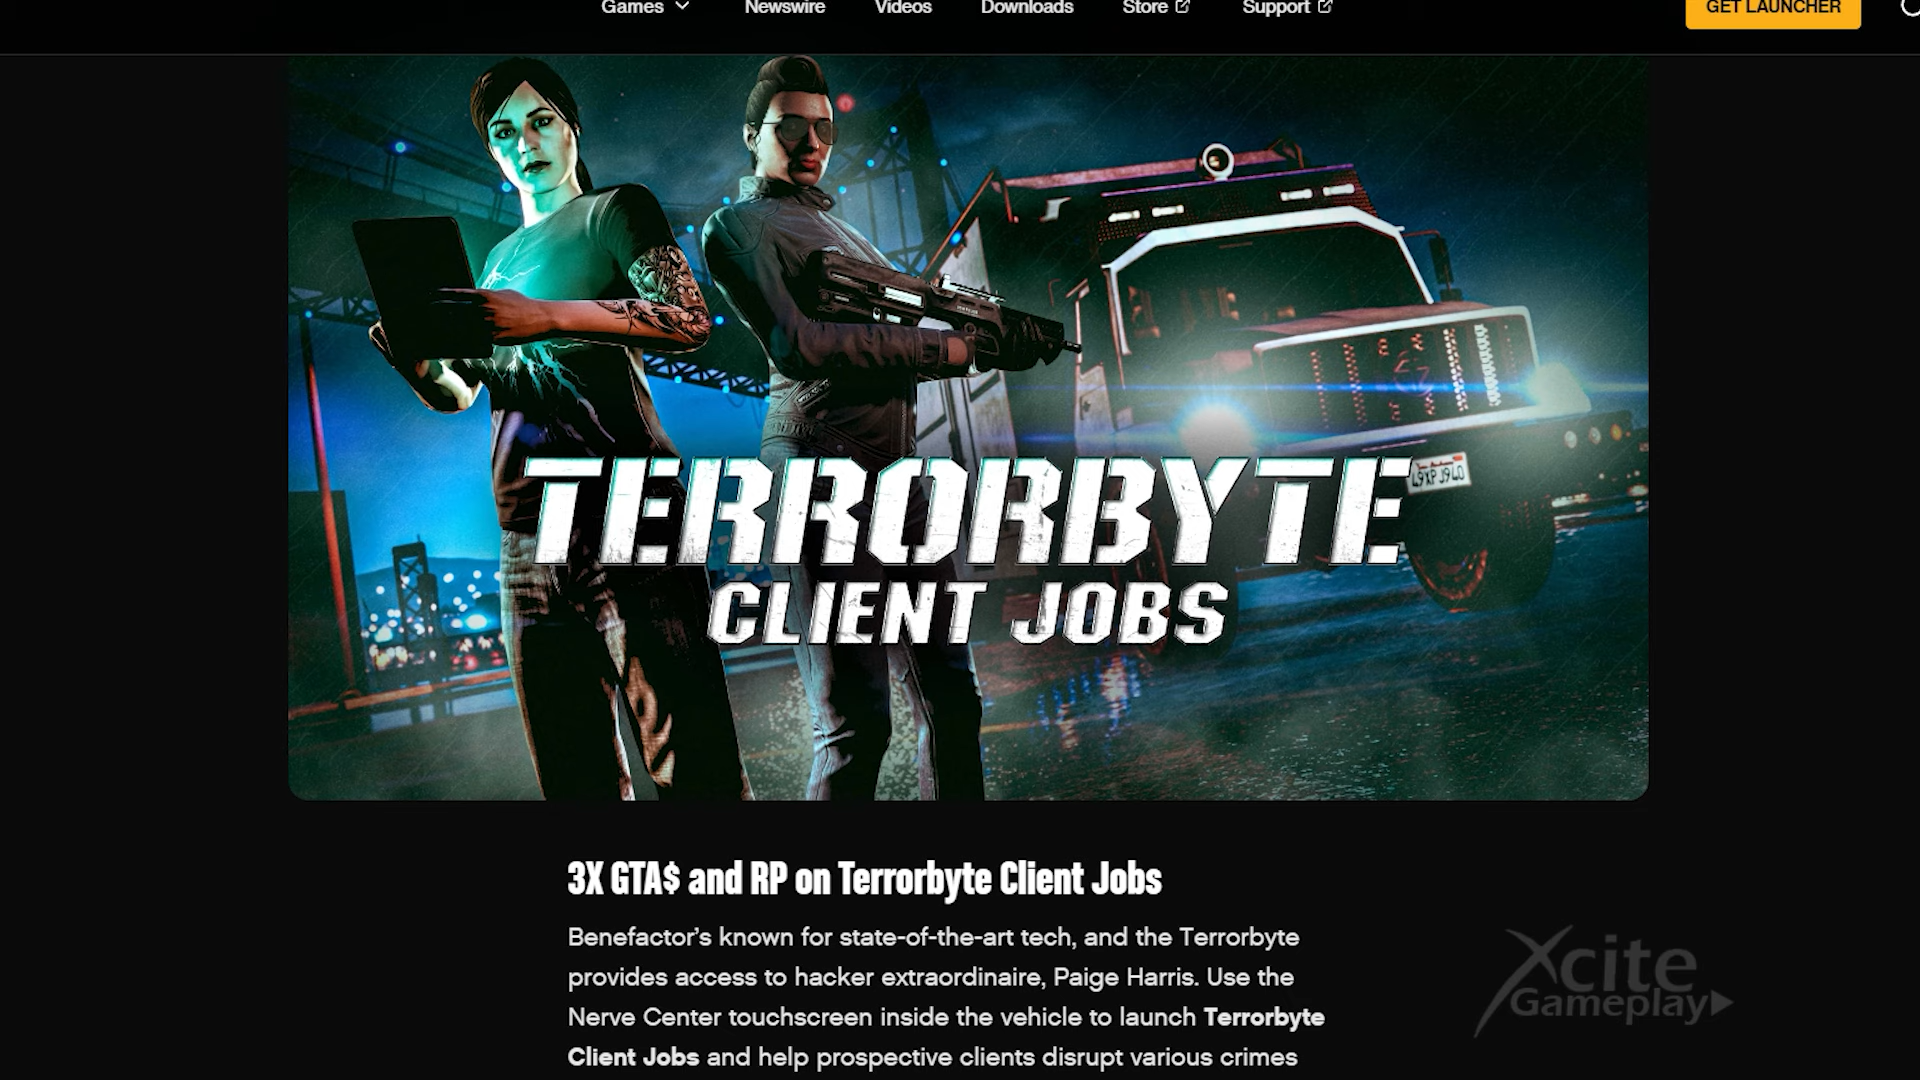 Games Newswire Videos Downloads Store Support GET LAUNCHER
TERRORBYTE
CLIENT JOBS
3X GTA$ and RP on Terrorbyte Client Jobs
Benefactor’s known for state-of-the-art tech, and the Terrorbyte
provides access to hacker extraordinaire, Paige Harris. Use the
Nerve Center touchscreen inside the vehicle to launch Terrorbyte
Client Jobs and help prospective clients disrupt various crimes
Xcite
Gameplay